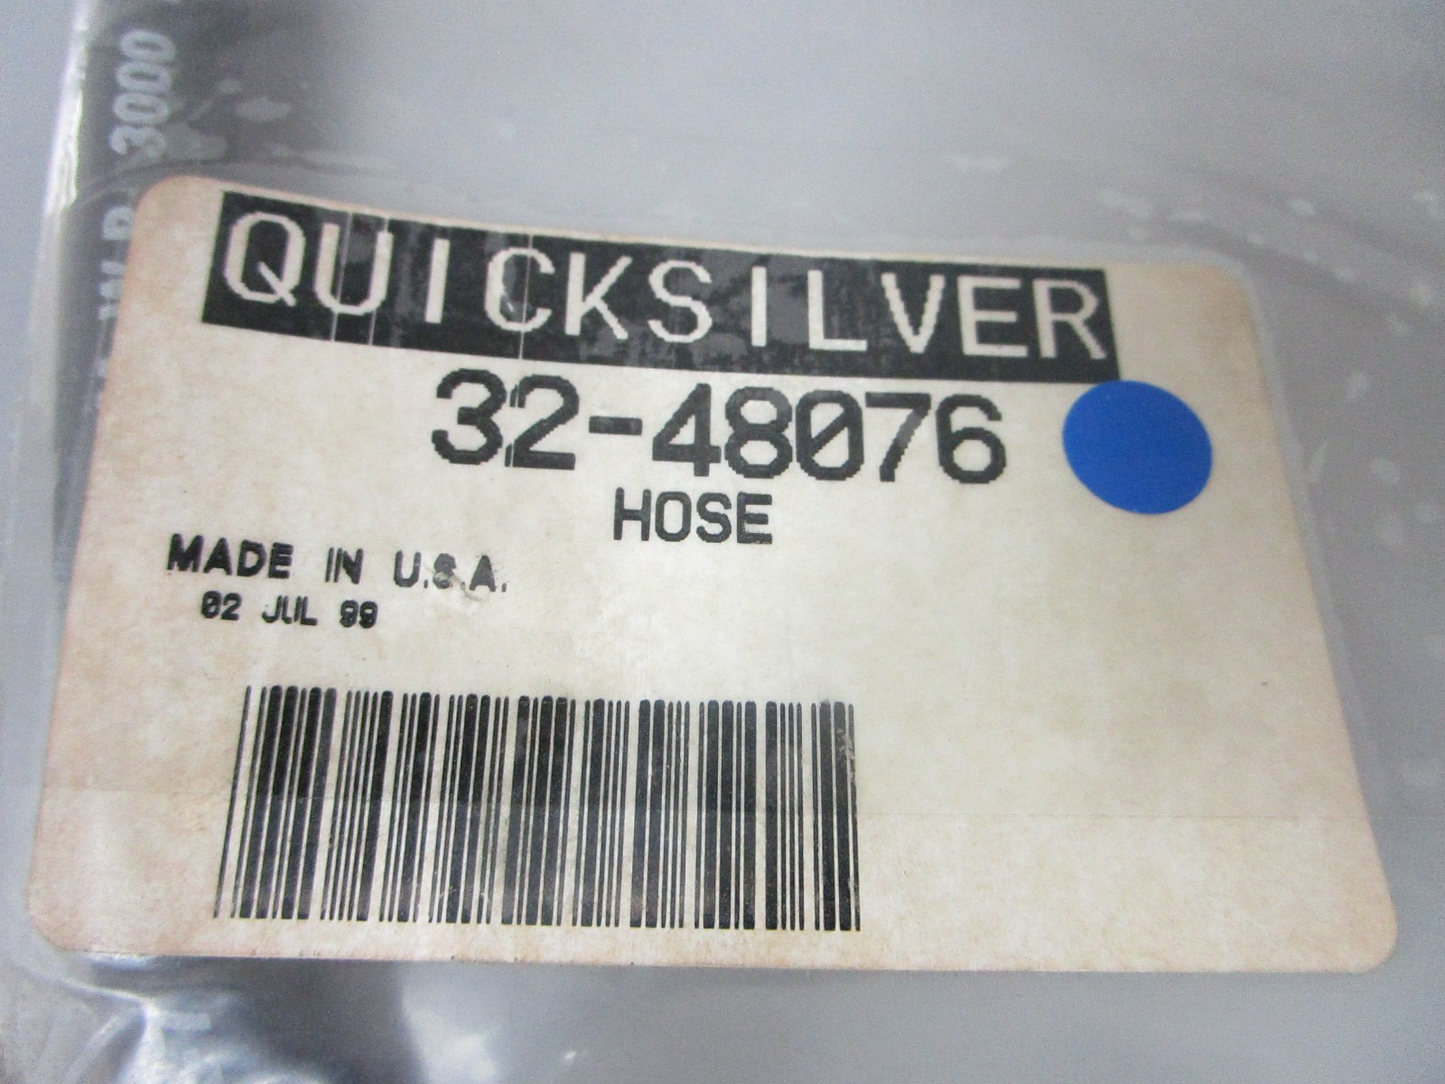 3000
QUICKSILVER
32-48076
HOSE
MADE IN U.S.A.
02 JUL 99